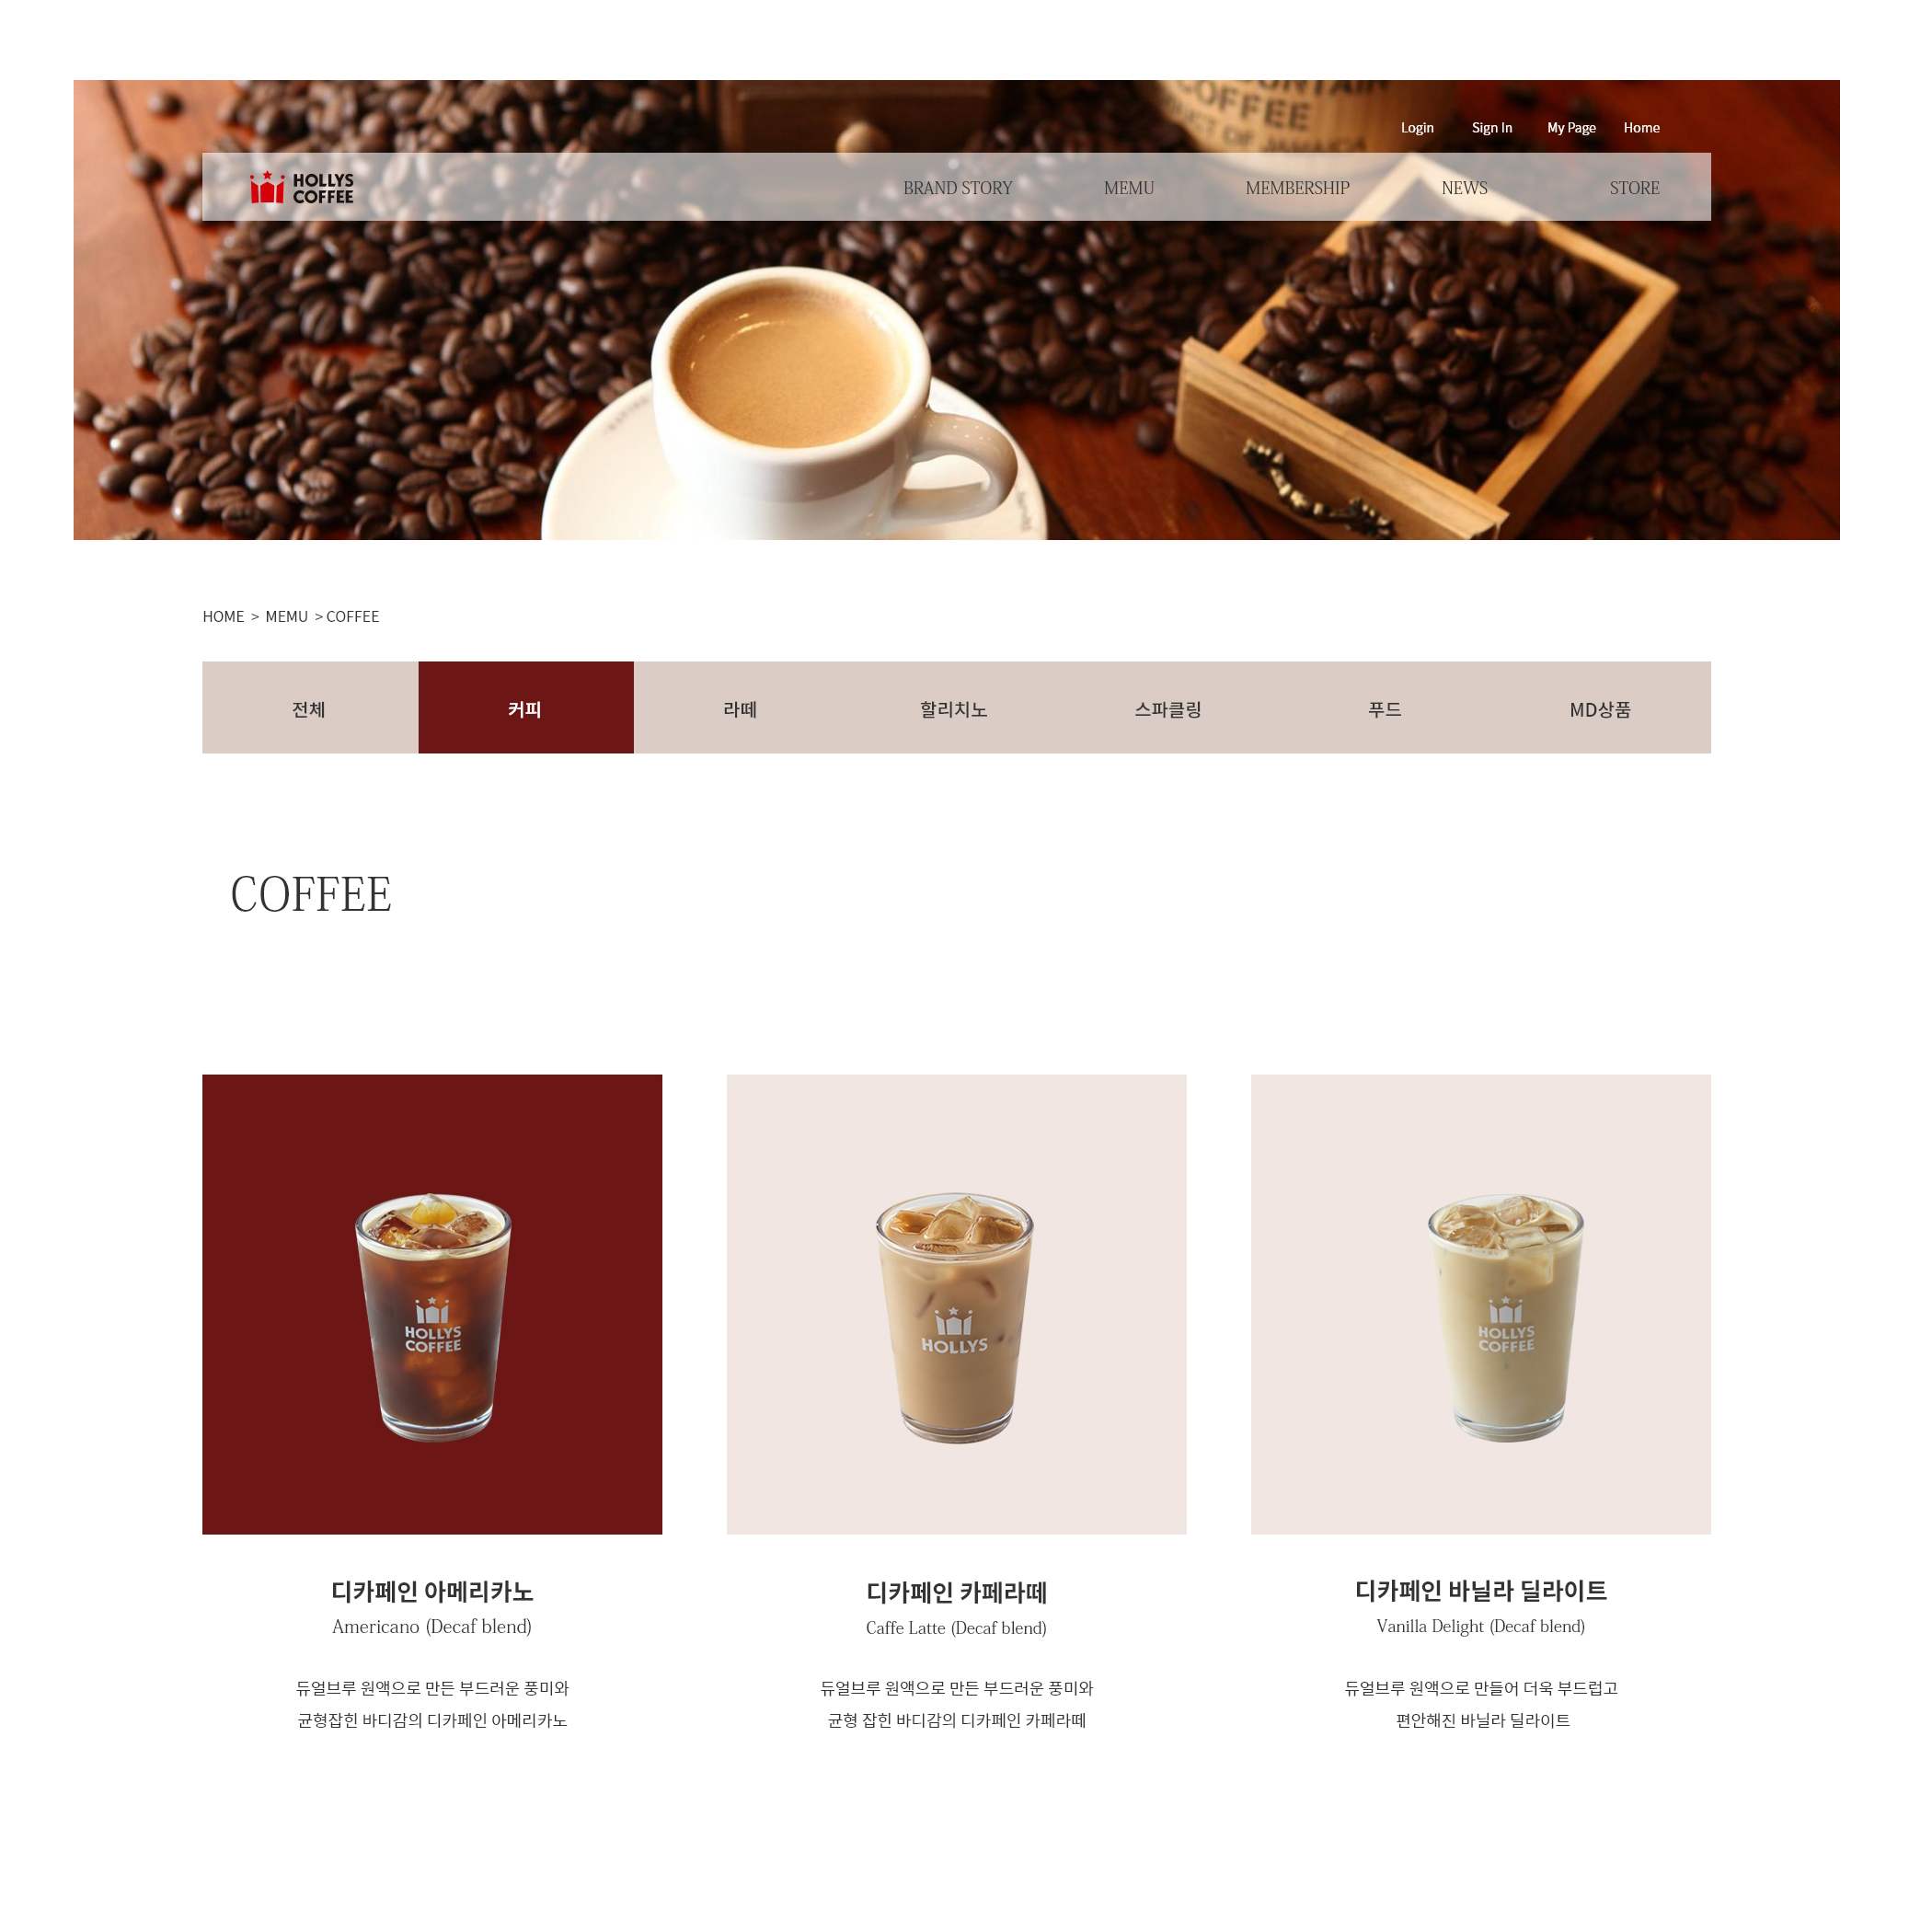 OUNTAIN
COFFEE
CT OF JAMAICA
Login Sign In My Page Home
HOLLYS
COFFEE
BRAND STORY MEMU MEMBERSHIP NEWS STORE
HOME > MEMU > COFFEE
전체 커피 라떼 할리치노 스파클링 푸드 MD상품
COFFEE
HOLLYS
COFFEE
HOLLYS
HOLLYS
COFFEE
디카페인 아메리카노
Americano (Decaf blend)
듀얼브루 원액으로 만든 부드러운 풍미와
균형잡힌 바디감의 디카페인 아메리카노
디카페인 카페라떼
Caffe Latte (Decaf blend)
듀얼브루 원액으로 만든 부드러운 풍미와
균형 잡힌 바디감의 디카페인 카페라떼
디카페인 바닐라 딜라이트
Vanilla Delight (Decaf blend)
듀얼브루 원액으로 만들어 더욱 부드럽고
편안해진 바닐라 딜라이트